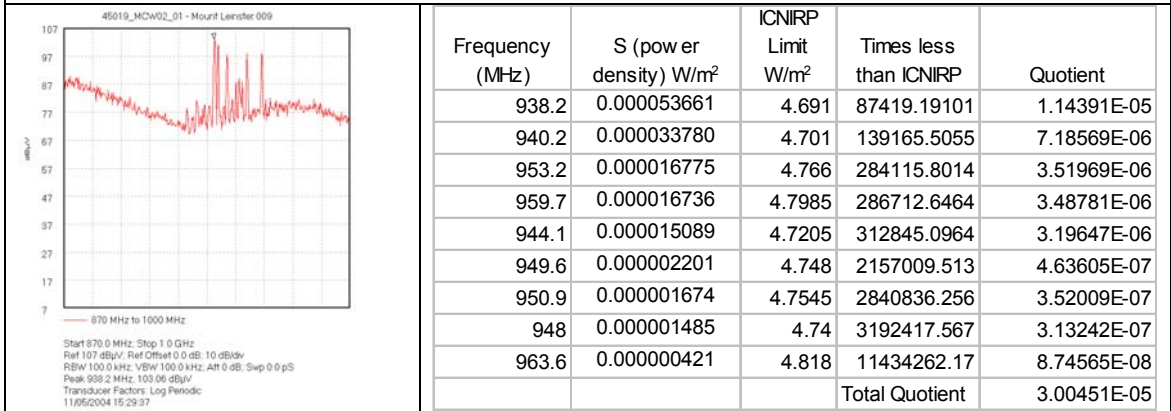 45019_MCW02_01 - Mount Leinster 009
107
97
87
77
67
57
47
37
27
17
7
dBµV
870 MHz to 1000 MHz
Start 870.0 MHz; Stop 1.0 GHz
Ref 107 dBµV; Ref Offset 0.0 dB; 10 dB/div
RBW 100.0 kHz; VBW 100.0 kHz; Att 0 dB; Swp 0.0 pS
Peak 938.2 MHz, 103.06 dBµV
Transducer Factors: Log Periodic
11/05/2004 15:29:37
Frequency (MHz) S (power density) W/m² ICNIRP Limit W/m² Times less than ICNIRP Quotient
938.2 0.000053661 4.691 87419.19101 1.14391E-05
940.2 0.000033780 4.701 139165.5055 7.18569E-06
953.2 0.000016775 4.766 284115.8014 3.51969E-06
959.7 0.000016736 4.7985 286712.6464 3.48781E-06
944.1 0.000015089 4.7205 312845.0964 3.19647E-06
949.6 0.000002201 4.748 2157009.513 4.63605E-07
950.9 0.000001674 4.7545 2840836.256 3.52009E-07
948 0.000001485 4.74 3192417.567 3.13242E-07
963.6 0.000000421 4.818 11434262.17 8.74565E-08
Total Quotient 3.00451E-05